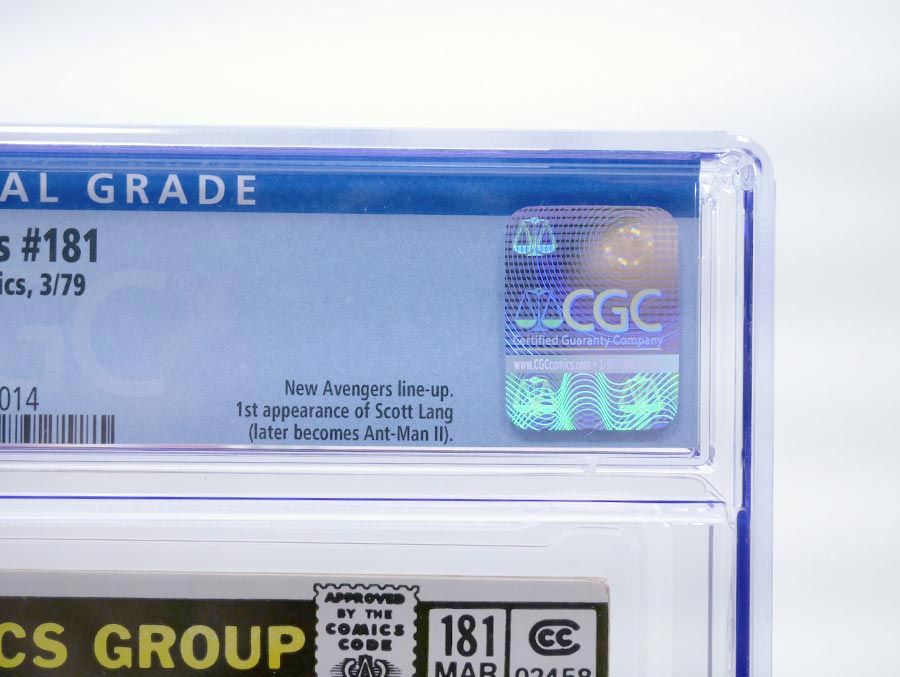 AL GRADE
s #181
ics, 3/79
014
New Avengers line-up.
1st appearance of Scott Lang
(later becomes Ant-Man II).
CGC
Certified Guaranty Company
www.CGCcomics.com •
CS GROUP
APPROVED
BY THE
COMICS
CODE
181
MAR
CC
02458